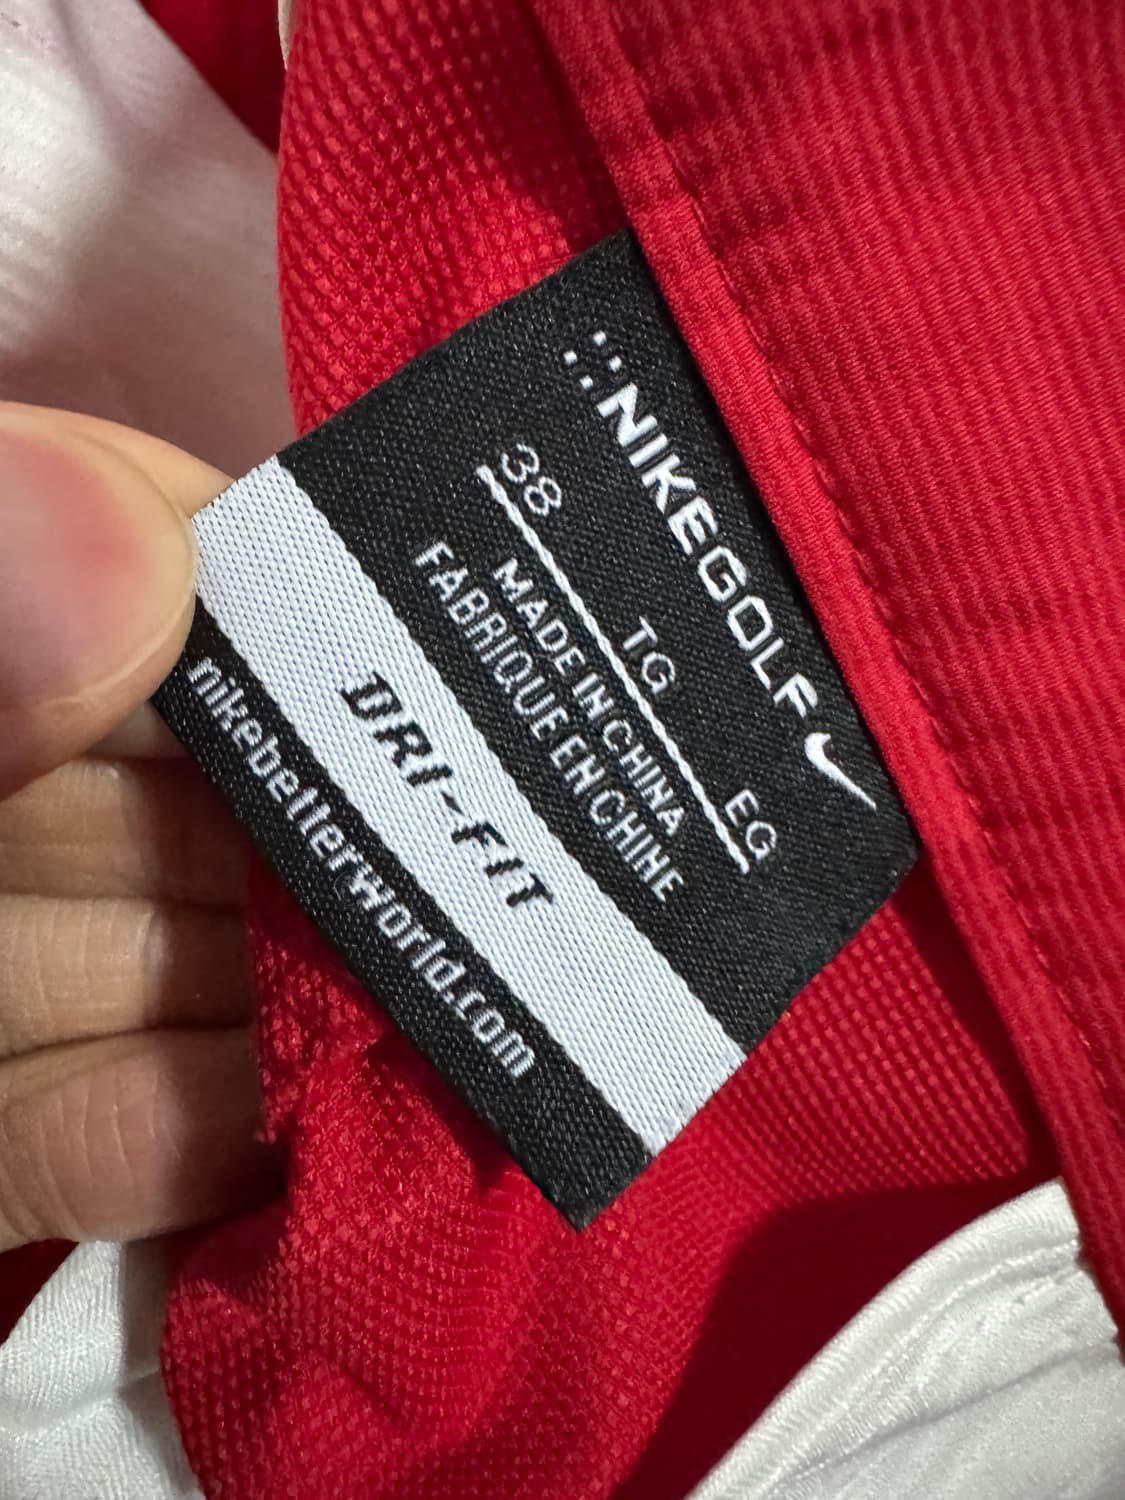 NIKEGOLF
38 TG EG
MADE IN CHINA
FABRIQUE EN CHINE
DRI-FIT
nikebetterworld.com